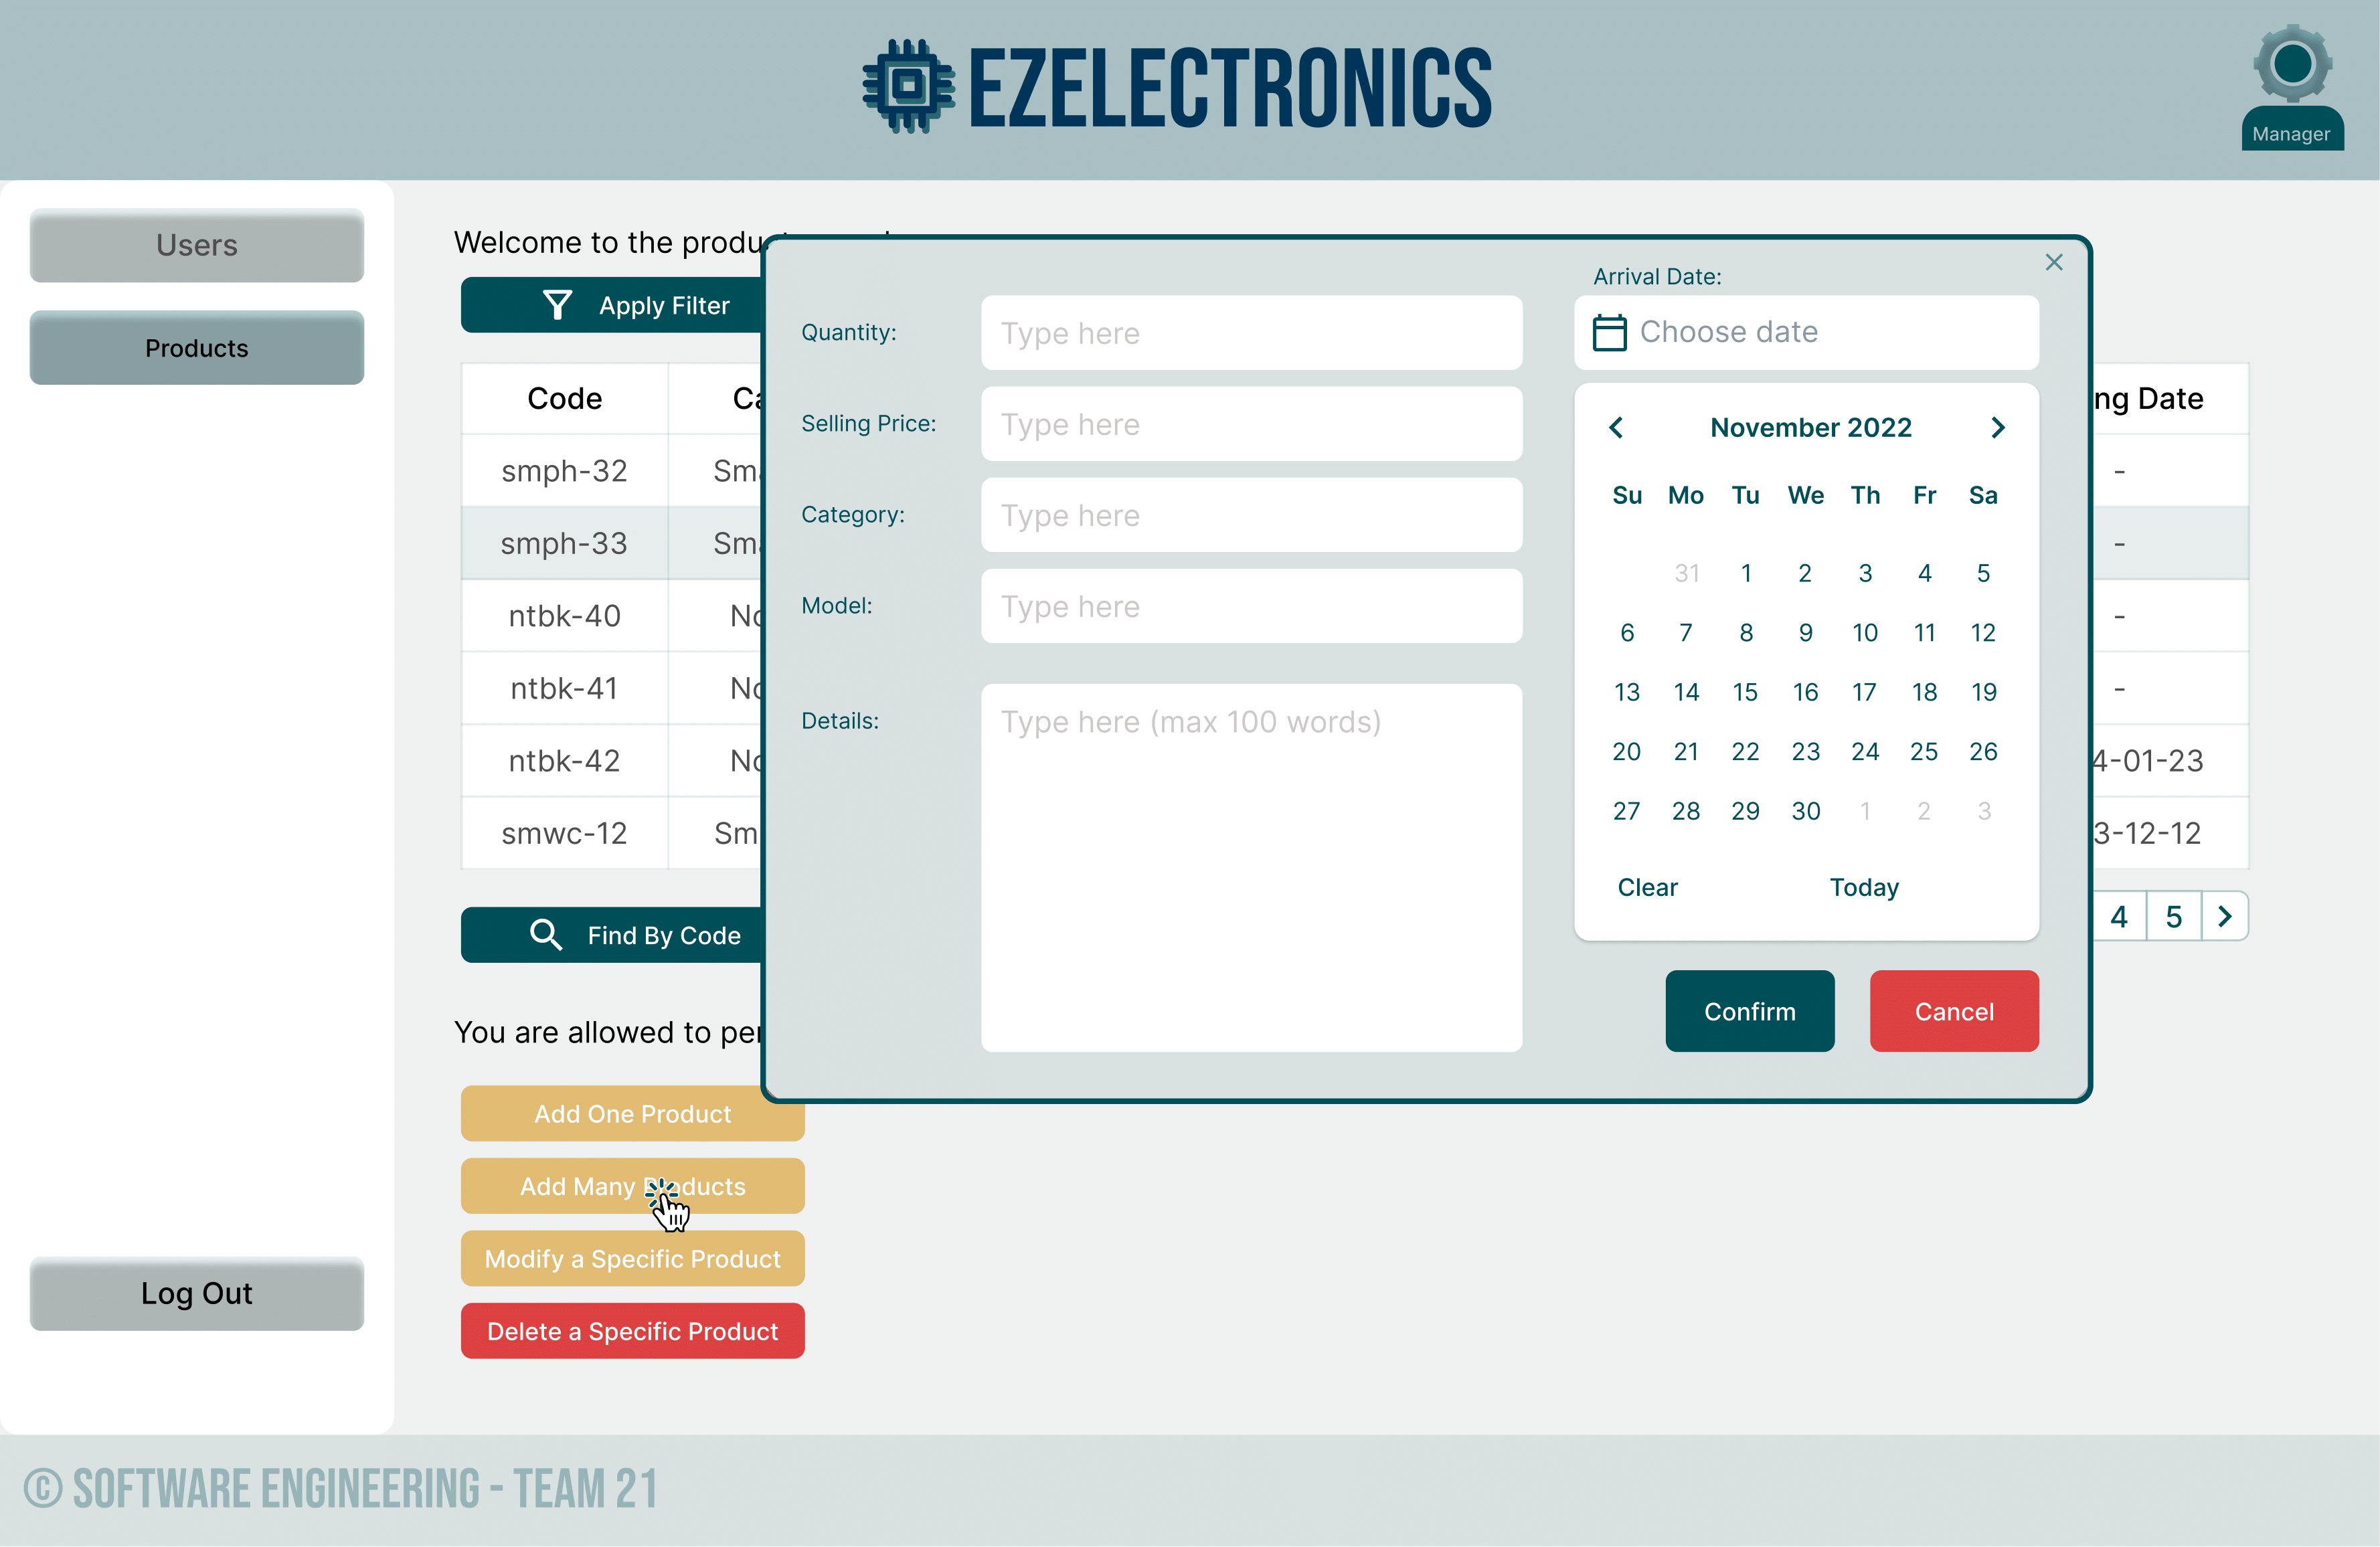 EZELECTRONICS
Manager
Users
Products
Log Out
Welcome to the produ
Apply Filter
Code
ng Date
smph-32
Sm
-
smph-33
Sm
-
ntbk-40
No
-
ntbk-41
No
-
ntbk-42
No
4-01-23
smwc-12
Sm
3-12-12
Find By Code
4 5
You are allowed to per
Add One Product
Add Many Products
Modify a Specific Product
Delete a Specific Product
Quantity:
Type here
Selling Price:
Type here
Category:
Type here
Model:
Type here
Details:
Type here (max 100 words)
Arrival Date:
Choose date
November 2022
Su Mo Tu We Th Fr Sa
31 1 2 3 4 5
6 7 8 9 10 11 12
13 14 15 16 17 18 19
20 21 22 23 24 25 26
27 28 29 30 1 2 3
Clear Today
Confirm Cancel
© SOFTWARE ENGINEERING - TEAM 21